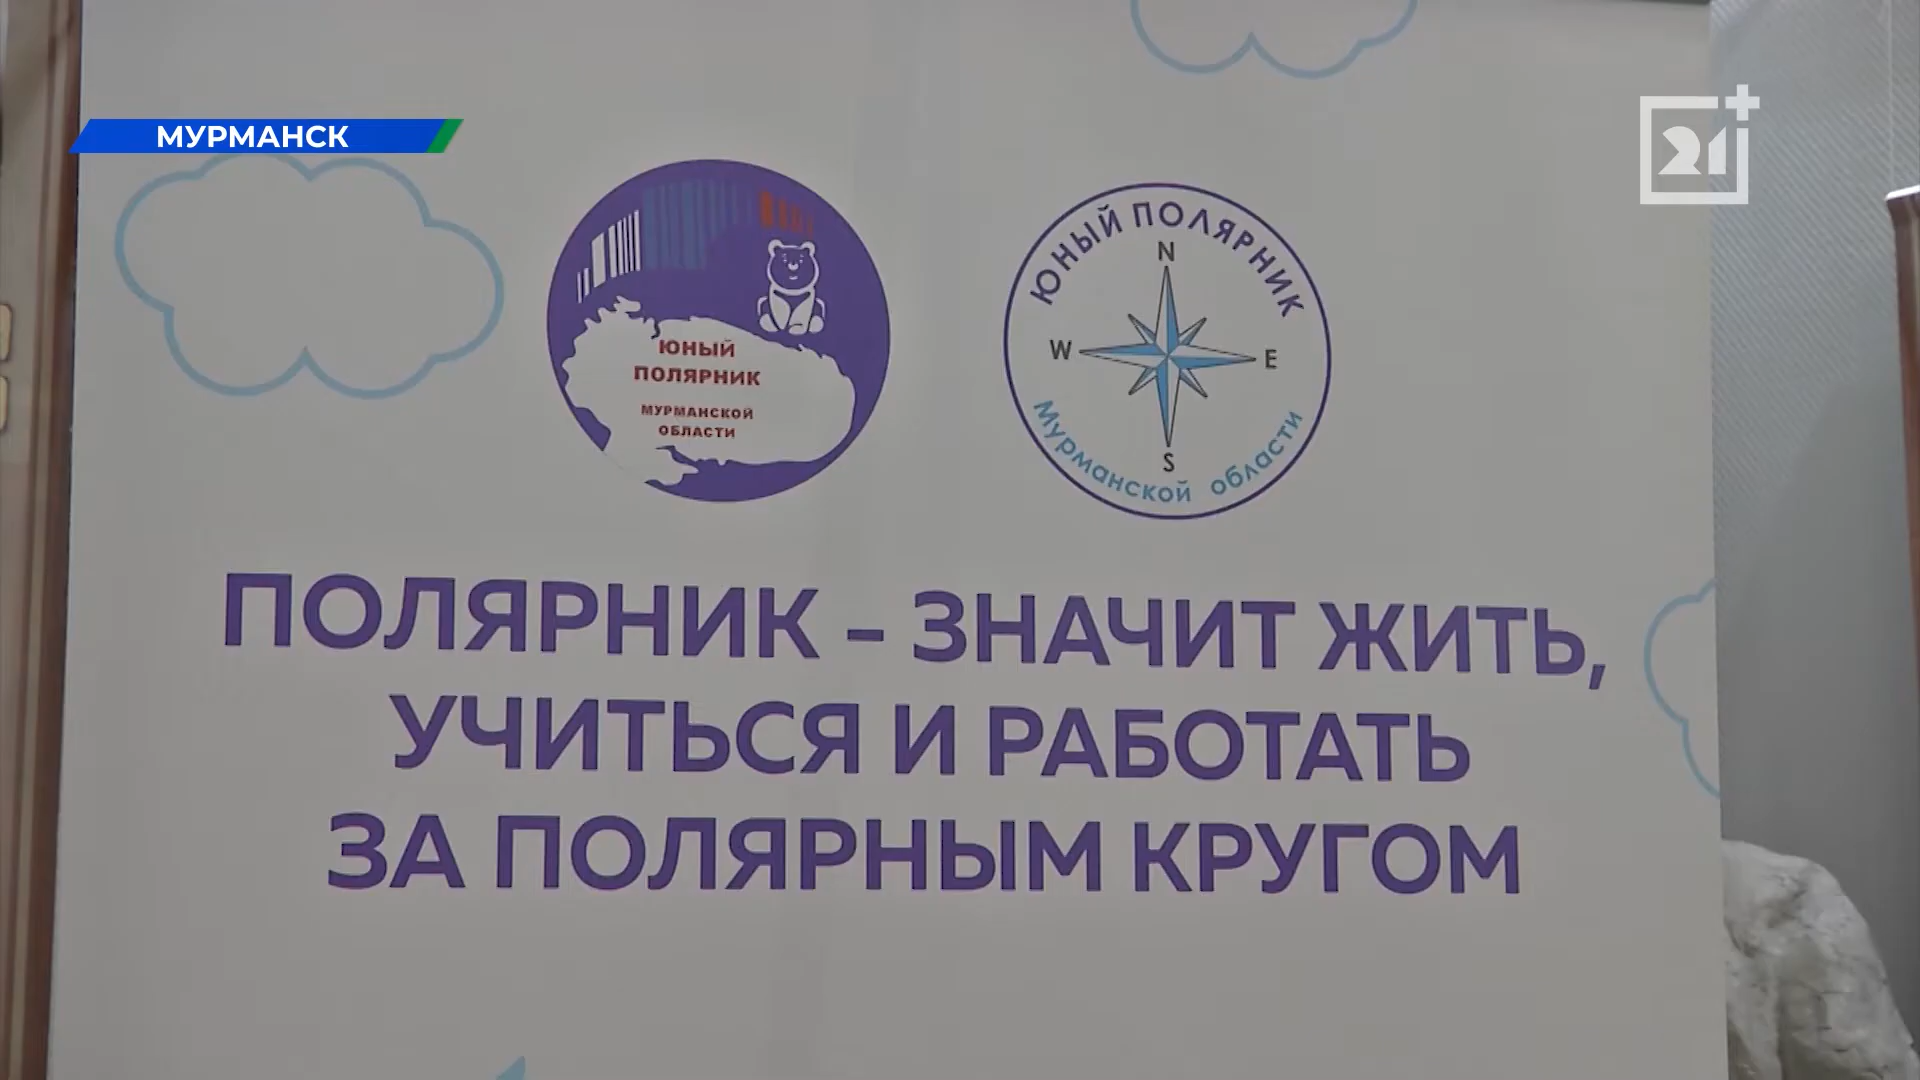 МУРМАНСК
21+
ЮНЫЙ
ПОЛЯРНИК
МУРМАНСКОЙ
ОБЛАСТИ
ЮНЫЙ ПОЛЯРНИК
N
W
E
S
Мурманской области
ПОЛЯРНИК - ЗНАЧИТ ЖИТЬ,
УЧИТЬСЯ И РАБОТАТЬ
ЗА ПОЛЯРНЫМ КРУГОМ